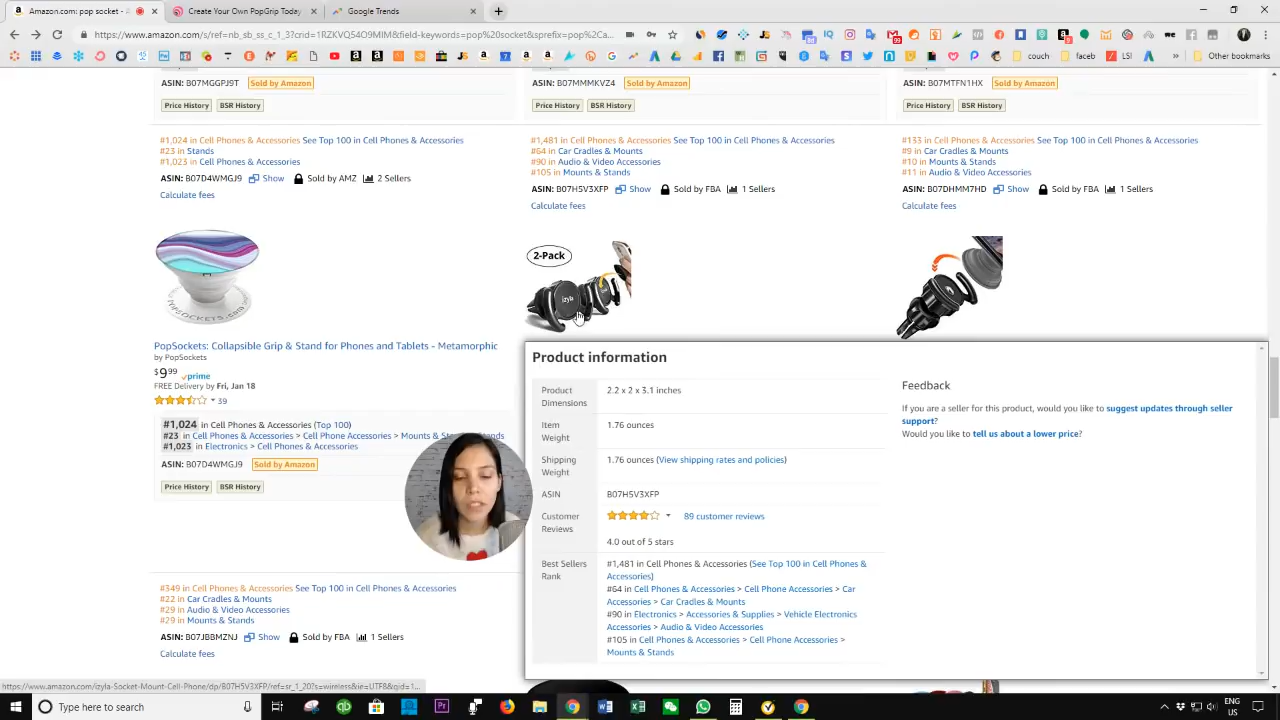 Amazon.com: pop socket
Choose Your Topic:
Google Trends
https://www.amazon.com/s/ref=nb_sb_ss_c_1_3?crid=1RZKVQS4O9MIM&field-keywords=pop%20socket&sprefix=pop%2Ca...
couch
faceb
LSI
Other bookmarks
ASIN: B07MGGPJ9T Sold by Amazon
ASIN: B07MMMKVZ4 Sold by Amazon
ASIN: B07MTFN1HX Sold by Amazon
Price History BSR History
Price History BSR History
Price History BSR History
#1,024 in Cell Phones & Accessories See Top 100 in Cell Phones & Accessories
#23 in Stands
#1,023 in Cell Phones & Accessories
ASIN: B07D4WMGJ9 Show Sold by AMZ 2 Sellers
Calculate fees
#1,481 in Cell Phones & Accessories See Top 100 in Cell Phones & Accessories
#64 in Car Cradles & Mounts
#90 in Audio & Video Accessories
#105 in Mounts & Stands
ASIN: B07H5V3XFP Show Sold by FBA 1 Sellers
Calculate fees
#133 in Cell Phones & Accessories See Top 100 in Cell Phones & Accessories
#9 in Car Cradles & Mounts
#10 in Mounts & Stands
#11 in Audio & Video Accessories
ASIN: B07DHMM7HD Show Sold by FBA 1 Sellers
Calculate fees
POPSOCKETS.COM
2-Pack
izyla
PopSockets: Collapsible Grip & Stand for Phones and Tablets - Metamorphic
by PopSockets
$9 99 prime
FREE Delivery by Fri, Jan 18
39
#1,024 in Cell Phones & Accessories (Top 100)
#23 in Cell Phones & Accessories > Cell Phone Accessories > Mounts & Stands > Stands
#1,023 in Electronics > Cell Phones & Accessories
ASIN: B07D4WMGJ9 Sold by Amazon
Price History BSR History
#349 in Cell Phones & Accessories See Top 100 in Cell Phones & Accessories
#22 in Car Cradles & Mounts
#29 in Audio & Video Accessories
#29 in Mounts & Stands
ASIN: B07JBBMZNJ Show Sold by FBA 1 Sellers
Calculate fees
Product information
Product
Dimensions
2.2 x 2 x 3.1 inches
Item
Weight
1.76 ounces
Shipping
Weight
1.76 ounces (View shipping rates and policies)
ASIN
B07H5V3XFP
Customer
Reviews
89 customer reviews
4.0 out of 5 stars
Best Sellers
Rank
#1,481 in Cell Phones & Accessories (See Top 100 in Cell Phones &
Accessories)
#64 in Cell Phones & Accessories > Cell Phone Accessories > Car
Accessories > Car Cradles & Mounts
#90 in Electronics > Accessories & Supplies > Vehicle Electronics
Accessories > Audio & Video Accessories
#105 in Cell Phones & Accessories > Cell Phone Accessories >
Mounts & Stands
Feedback
If you are a seller for this product, would you like to suggest updates through seller
support?
Would you like to tell us about a lower price?
https://www.amazon.com/izyla-Socket-Mount-Cell-Phone/dp/B07H5V3XFP/ref=sr_1_20?s=wireless&ie=UTF8&qid=1...
Type here to search
ENG